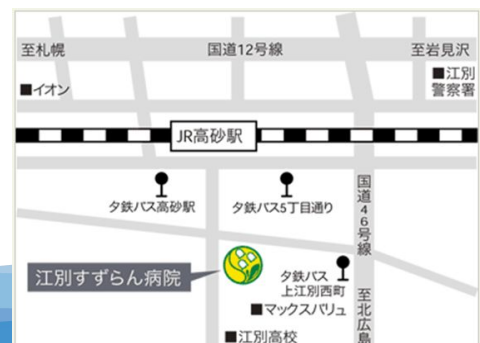 至札幌
国道12号線
至岩見沢
■イオン
■江別
警察署
JR高砂駅
夕鉄バス高砂駅
夕鉄バス5丁目通り
国道46号線
江別すずらん病院
夕鉄バス
上江別西町
■マックスバリュ
至北広島
■江別高校